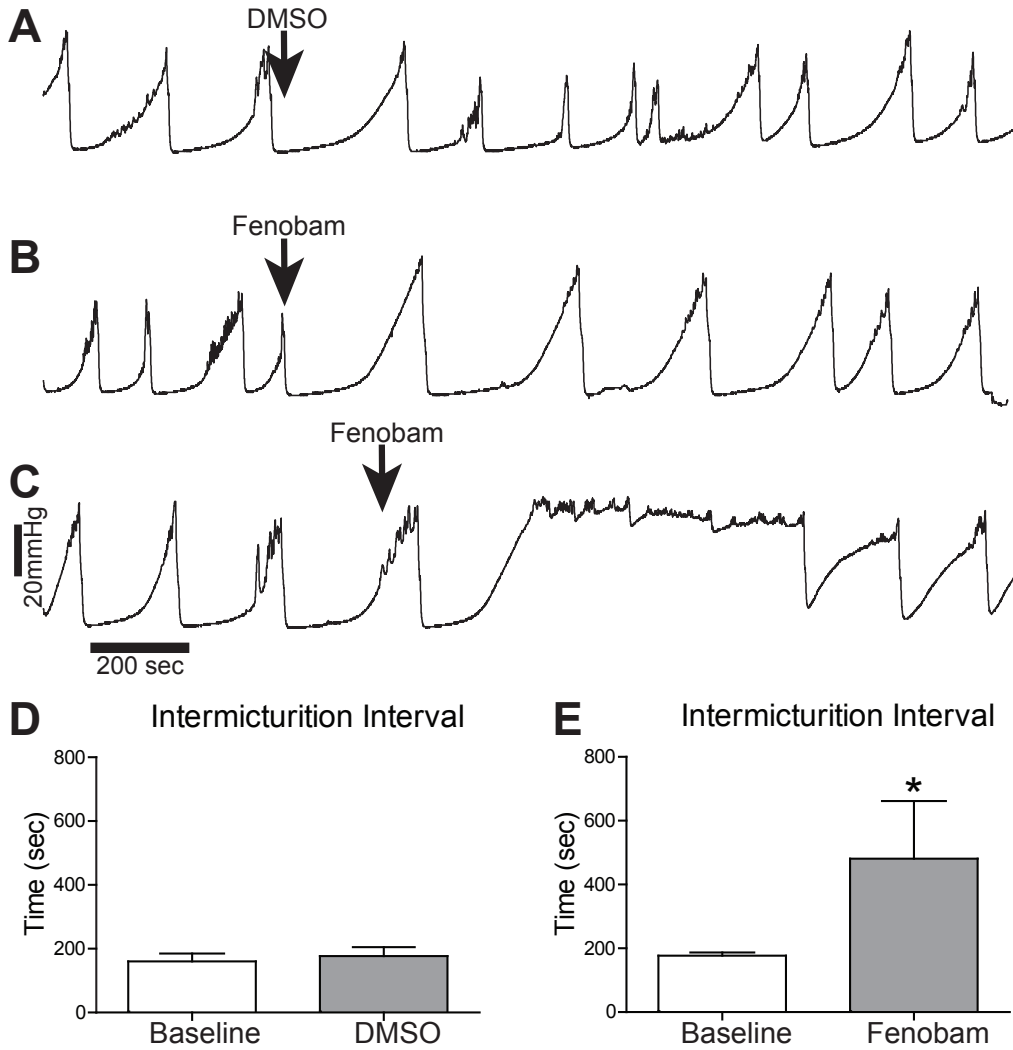 A
DMSO
Fenobam
B
Fenobam
C
20mmHg
200 sec
D Intermicturition Interval
800
600
400
200
0
Time (sec)
Baseline DMSO
E Intermicturition Interval
800
600
400
200
0
Time (sec)
*
Baseline Fenobam